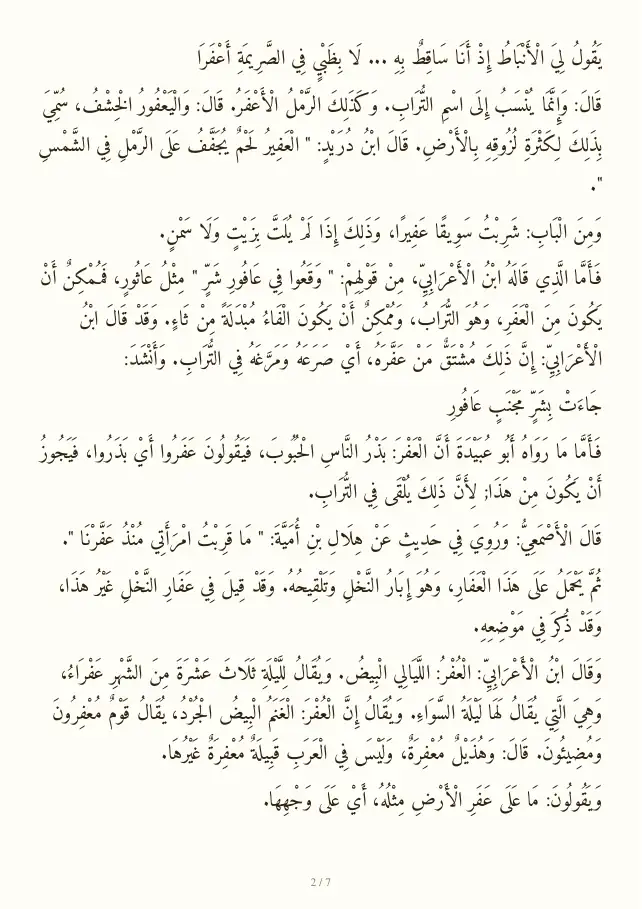 يَقُولُ لِيَ الْأَنْبَاطُ إِذْ أَنَا سَاقِطٌ بِهِ ... لَا بِظَبْيٍ فِي الصَّرِيمَةِ أَعْفَرَا
قَالَ: وَإِنَّمَا يُنْسَبُ إِلَى اسْمِ التُّرَابِ. وَكَذَلِكَ الرَّمْلُ الْأَعْفَرُ. قَالَ: وَالْيَعْفُورُ الْخِشْفُ، سُمِّيَ
بِذَلِكَ لِكَثْرَةِ لُزُوقِهِ بِالْأَرْضِ. قَالَ ابْنُ دُرَيْدٍ: " الْعَفِيرُ لَحْمٌ يُجَفَّفُ عَلَى الرَّمْلِ فِي الشَّمْسِ
".
وَمِنَ الْبَابِ: شَرِبْتُ سَوِيقًا عَفِيرًا، وَذَلِكَ إِذَا لَمْ يُلَتَّ بِزَيْتٍ وَلَا سَمْنٍ.
فَأَمَّا الَّذِي قَالَهُ ابْنُ الْأَعْرَابِيِّ، مِنْ قَوْلِهِمْ: " وَقَعُوا فِي عَافُورِ شَرٍّ " مِثْلُ عَاثُورٍ، فَمُمْكِنٌ أَنْ
يَكُونَ مِنَ الْعَفَرِ، وَهُوَ التُّرَابُ، وَمُمْكِنٌ أَنْ يَكُونَ الْفَاءُ مُبْدَلَةً مِنْ ثَاءٍ. وَقَدْ قَالَ ابْنُ
الْأَعْرَابِيِّ: إِنَّ ذَلِكَ مُشْتَقٌّ مَنْ عَفَّرَهُ، أَيْ صَرَعَهُ وَمَرَّغَهُ فِي التُّرَابِ. وَأَنْشَدَ:
جَاءَتْ بِشَرٍّ مَجْنَبٍ عَافُورِ
فَأَمَّا مَا رَوَاهُ أَبُو عُبَيْدَةَ أَنَّ الْعَفْرَ: بَذْرُ النَّاسِ الْحُبُوبَ، فَيَقُولُونَ عَفَرُوا أَيْ بَذَرُوا، فَيَجُوزُ
أَنْ يَكُونَ مِنْ هَذَا; لِأَنَّ ذَلِكَ يُلْقَى فِي التُّرَابِ.
قَالَ الْأَصْمَعِيُّ: وَرُوِيَ فِي حَدِيثٍ عَنْ هِلَالِ بْنِ أُمَيَّةَ: " مَا قَرِبْتُ امْرَأَتِي مُنْذُ عَفَّرْنَا ".
ثُمَّ يَحْمَلُ عَلَى هَذَا الْعَفَارِ، وَهُوَ إِبَارُ النَّخْلِ وَتَلْقِيحُهُ. وَقَدْ قِيلَ فِي عَفَارِ النَّخْلِ غَيْرُ هَذَا،
وَقَدْ ذُكِرَ فِي مَوْضِعِهِ.
وَقَالَ ابْنُ الْأَعْرَابِيِّ: الْعُفْرُ: اللَّيَالِي الْبِيضُ. وَيُقَالُ لِلَّيْلَةِ ثَلَاثَ عَشْرَةَ مِنَ الشَّهْرِ عَفْرَاءُ،
وَهِيَ الَّتِي يُقَالُ لَهَا لَيْلَةُ السَّوَاءِ. وَيُقَالُ إِنَّ الْعُفْرَ: الْغَنَمُ الْبِيضُ الْجُرْدُ، يُقَالُ قَوْمٌ مُعْفِرُونَ
وَمُضِيئُونَ. قَالَ: وَهُذَيْلٌ مُعْفِرَةٌ، وَلَيْسَ فِي الْعَرَبِ قَبِيلَةٌ مُعْفِرَةٌ غَيْرُهَا.
وَيَقُولُونَ: مَا عَلَى عَفَرِ الْأَرْضِ مِثْلُهُ، أَيْ عَلَى وَجْهِهَا.
2 / 7